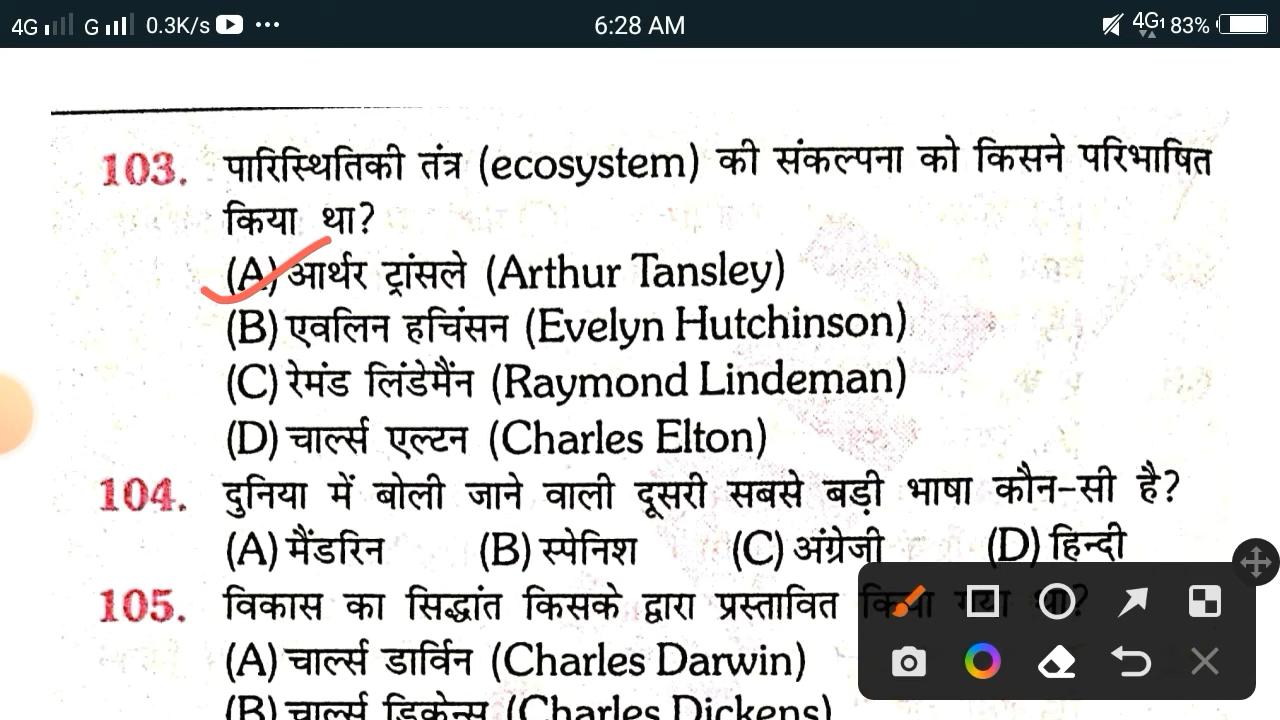 4G G 0.3K/s ... 6:28 AM 4G1 83%
103. पारिस्थितिकी तंत्र (ecosystem) की संकल्पना को किसने परिभाषित
किया था?
(A) आर्थर ट्रांसले (Arthur Tansley)
(B) एवलिन हचिंसन (Evelyn Hutchinson)
(C) रेमंड लिंडेमैंन (Raymond Lindeman)
(D) चार्ल्स एल्टन (Charles Elton)
104. दुनिया में बोली जाने वाली दूसरी सबसे बड़ी भाषा कौन-सी है?
(A) मैंडरिन (B) स्पेनिश (C) अंग्रेजी (D) हिन्दी
105. विकास का सिद्धांत किसके द्वारा प्रस्तावित किया गया था?
(A) चार्ल्स डार्विन (Charles Darwin)
(B) चार्ल्स डिकेन्स (Charles Dickens)